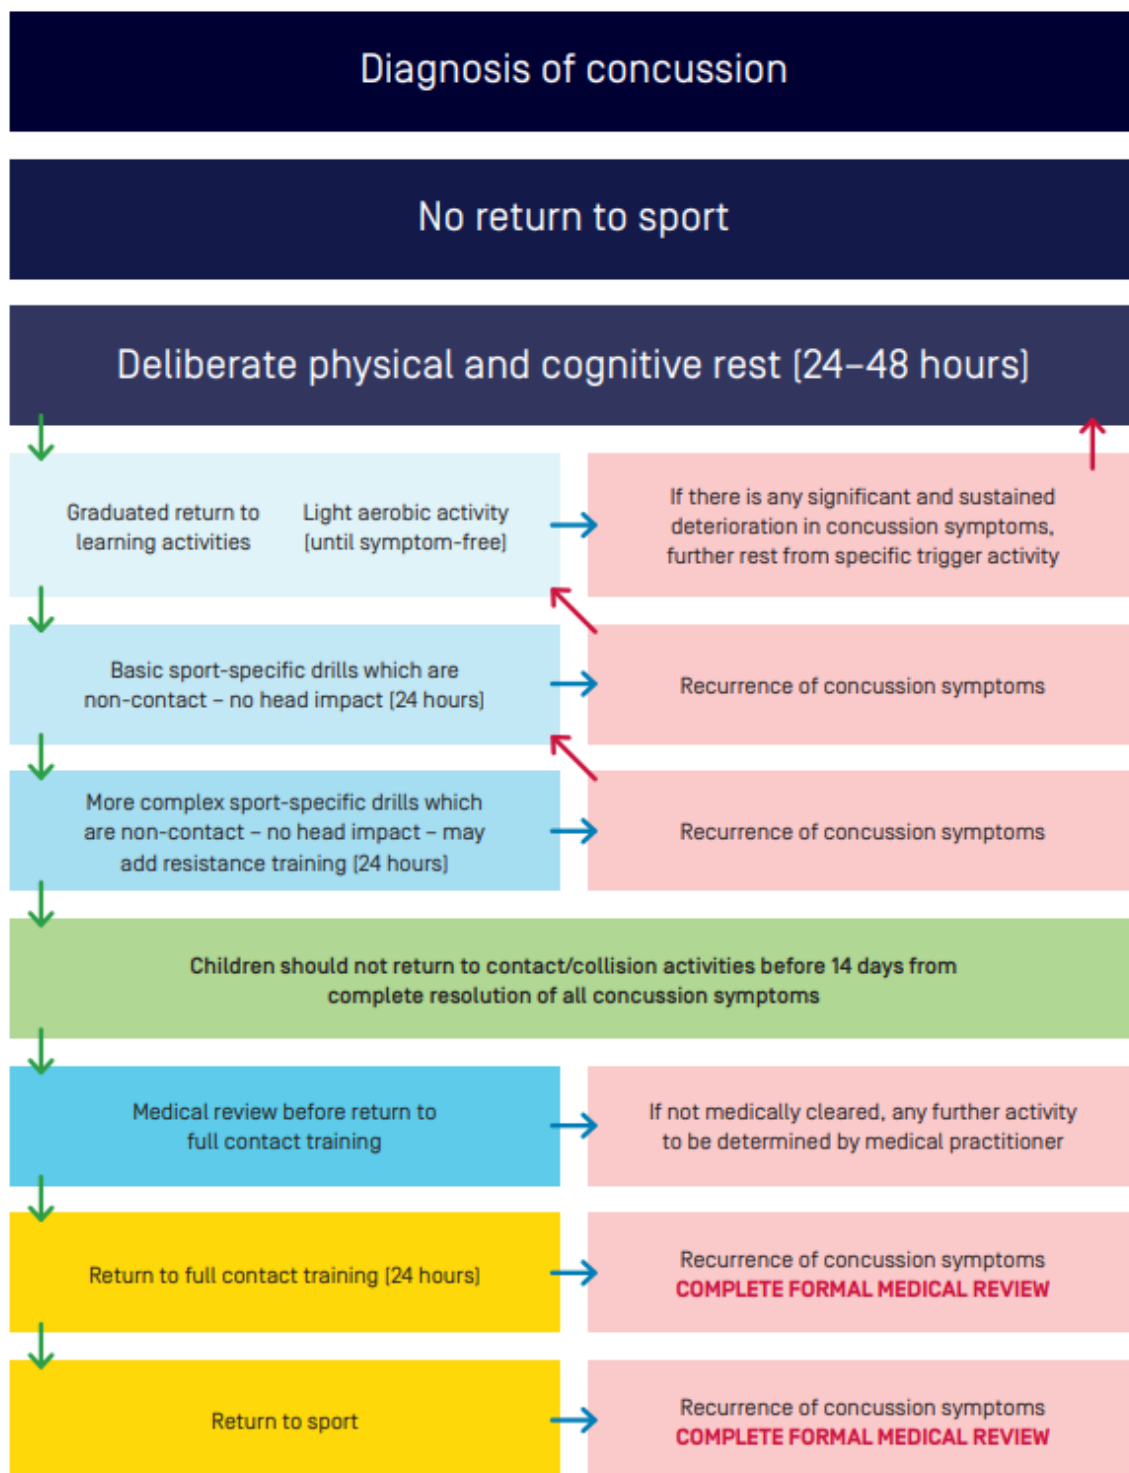 Diagnosis of concussion
No return to sport
Deliberate physical and cognitive rest (24–48 hours)
Graduated return to
learning activities
Light aerobic activity
(until symptom-free)
If there is any significant and sustained
deterioration in concussion symptoms,
further rest from specific trigger activity
Basic sport-specific drills which are
non-contact – no head impact (24 hours)
Recurrence of concussion symptoms
More complex sport-specific drills which
are non-contact – no head impact – may
add resistance training (24 hours)
Recurrence of concussion symptoms
Children should not return to contact/collision activities before 14 days from
complete resolution of all concussion symptoms
Medical review before return to
full contact training
If not medically cleared, any further activity
to be determined by medical practitioner
Return to full contact training (24 hours)
Recurrence of concussion symptoms
COMPLETE FORMAL MEDICAL REVIEW
Return to sport
Recurrence of concussion symptoms
COMPLETE FORMAL MEDICAL REVIEW